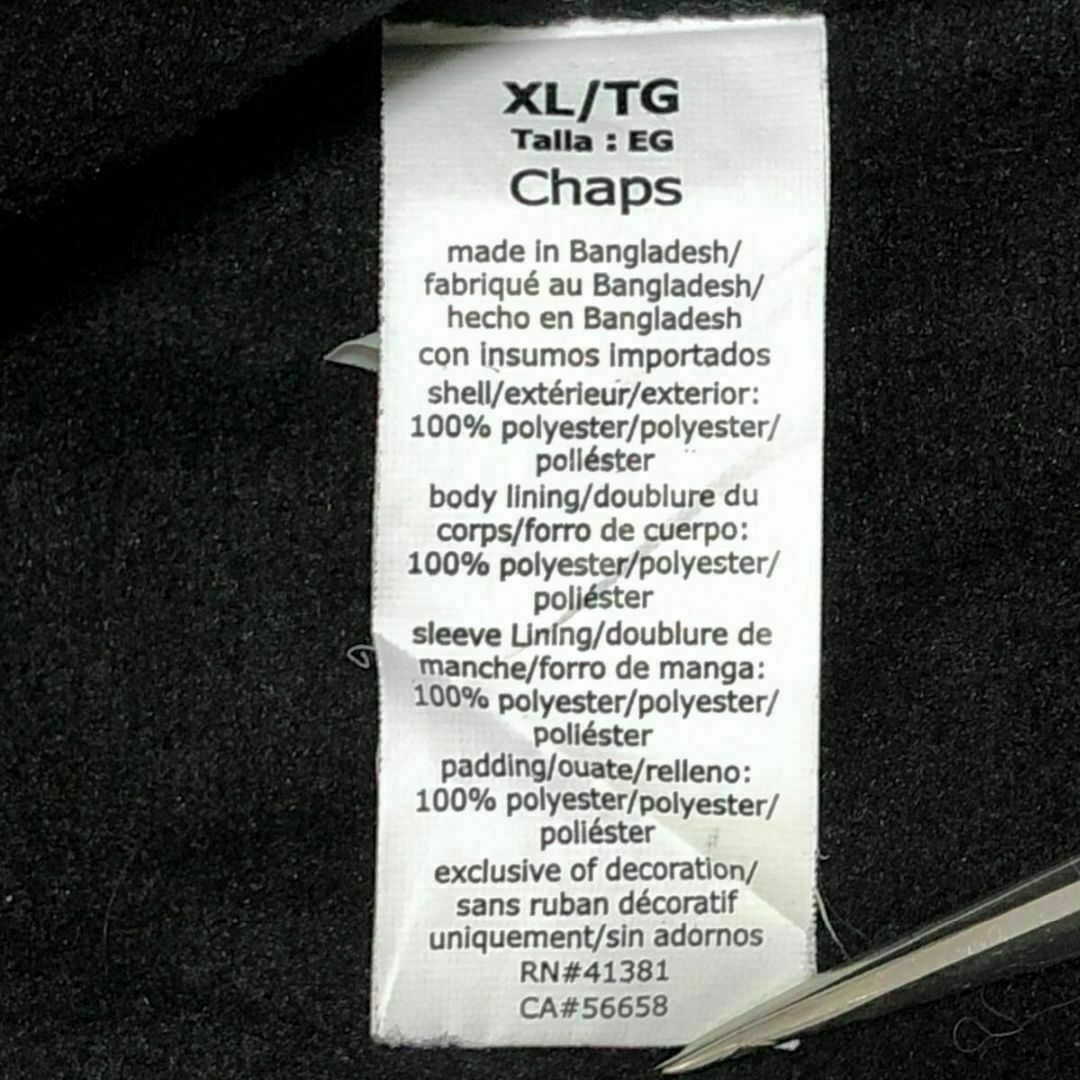 XL/TG
Talla : EG
Chaps
made in Bangladesh/
fabriqué au Bangladesh/
hecho en Bangladesh
con insumos importados
shell/extérieur/exterior:
100% polyester/polyester/
poliéster
body lining/doublure du
corps/forro de cuerpo:
100% polyester/polyester/
poliéster
sleeve Lining/doublure de
manche/forro de manga:
100% polyester/polyester/
poliéster
padding/ouate/relleno:
100% polyester/polyester/
poliéster
exclusive of decoration/
sans ruban décoratif
uniquement/sin adornos
RN#41381
CA#56658